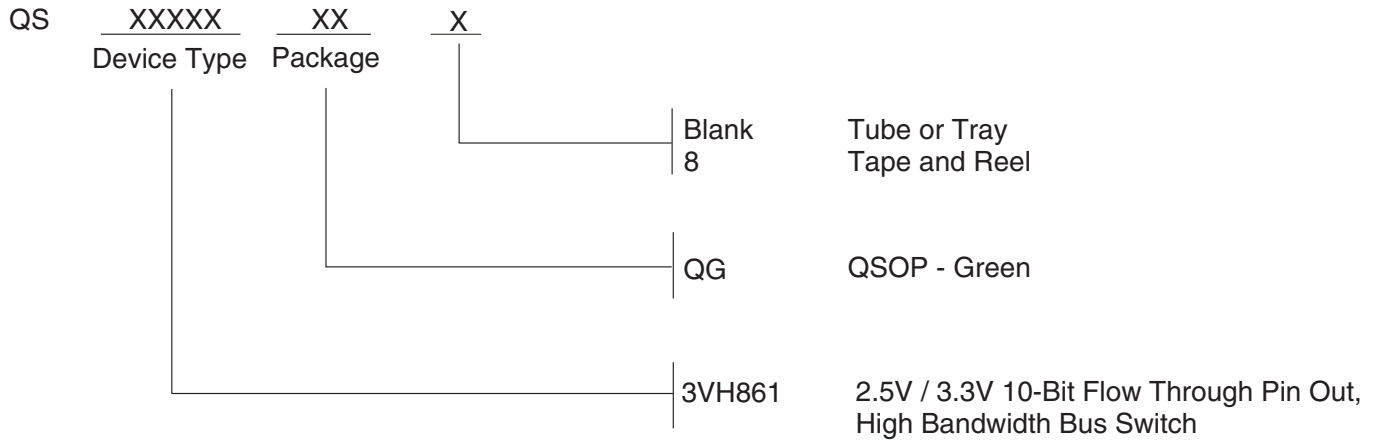 QS XXXXX XX X
Device Type Package
Blank Tube or Tray
8 Tape and Reel
QG QSOP - Green
3VH861 2.5V / 3.3V 10-Bit Flow Through Pin Out,
High Bandwidth Bus Switch